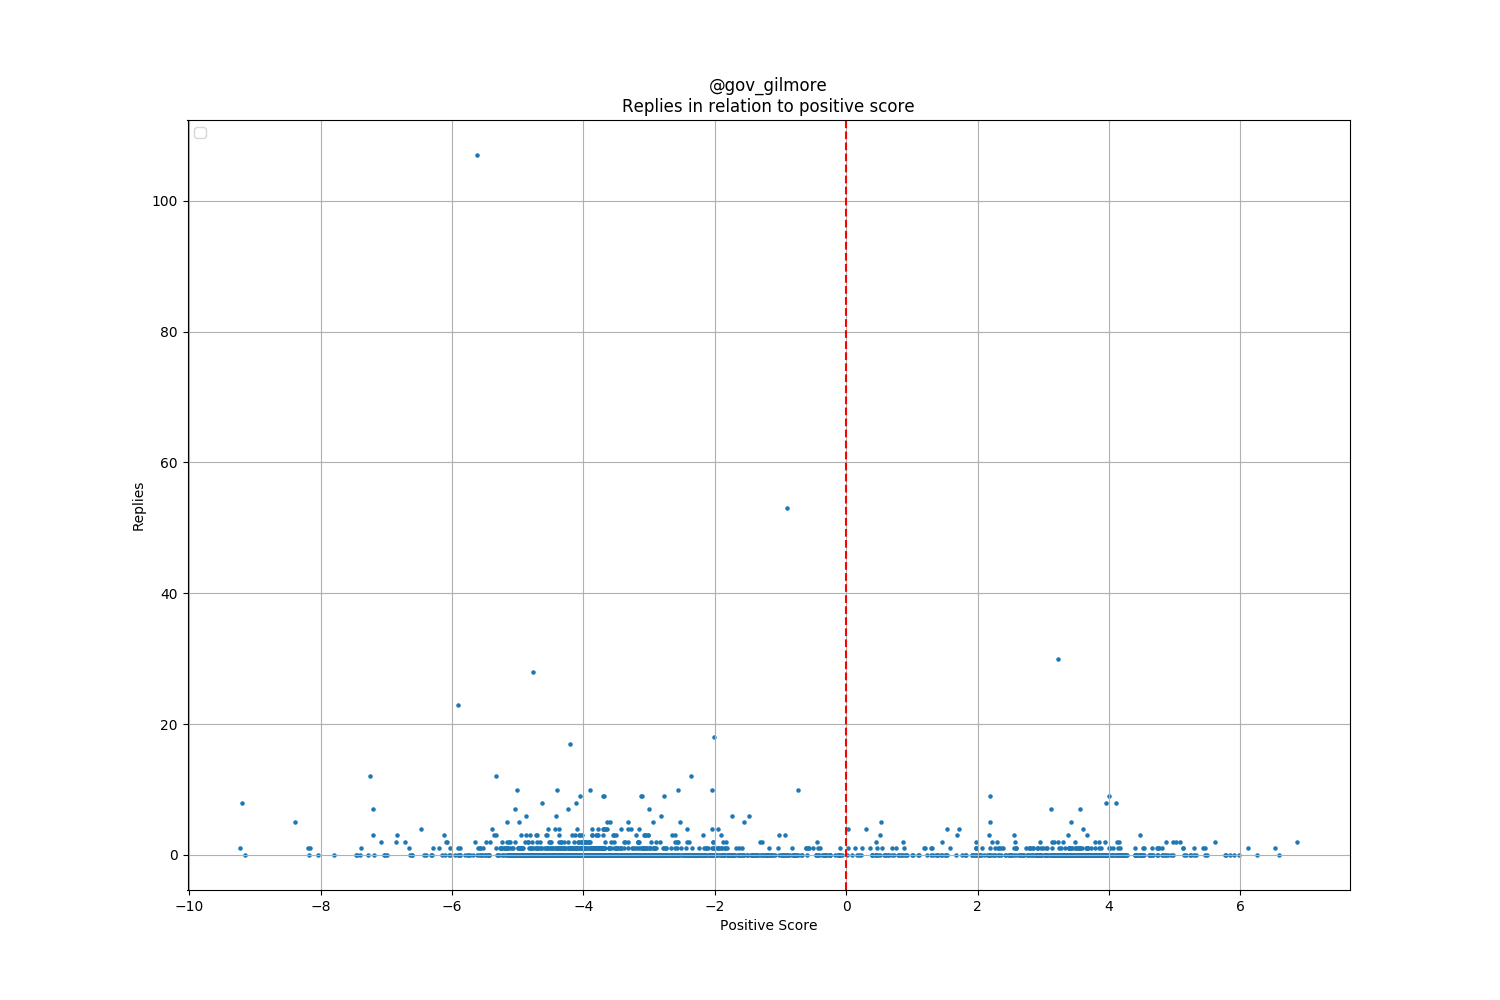 @gov_gilmore
Replies in relation to positive score
100
80
60
40
20
0
Replies
−10 −8 −6 −4 −2 0 2 4 6
Positive Score